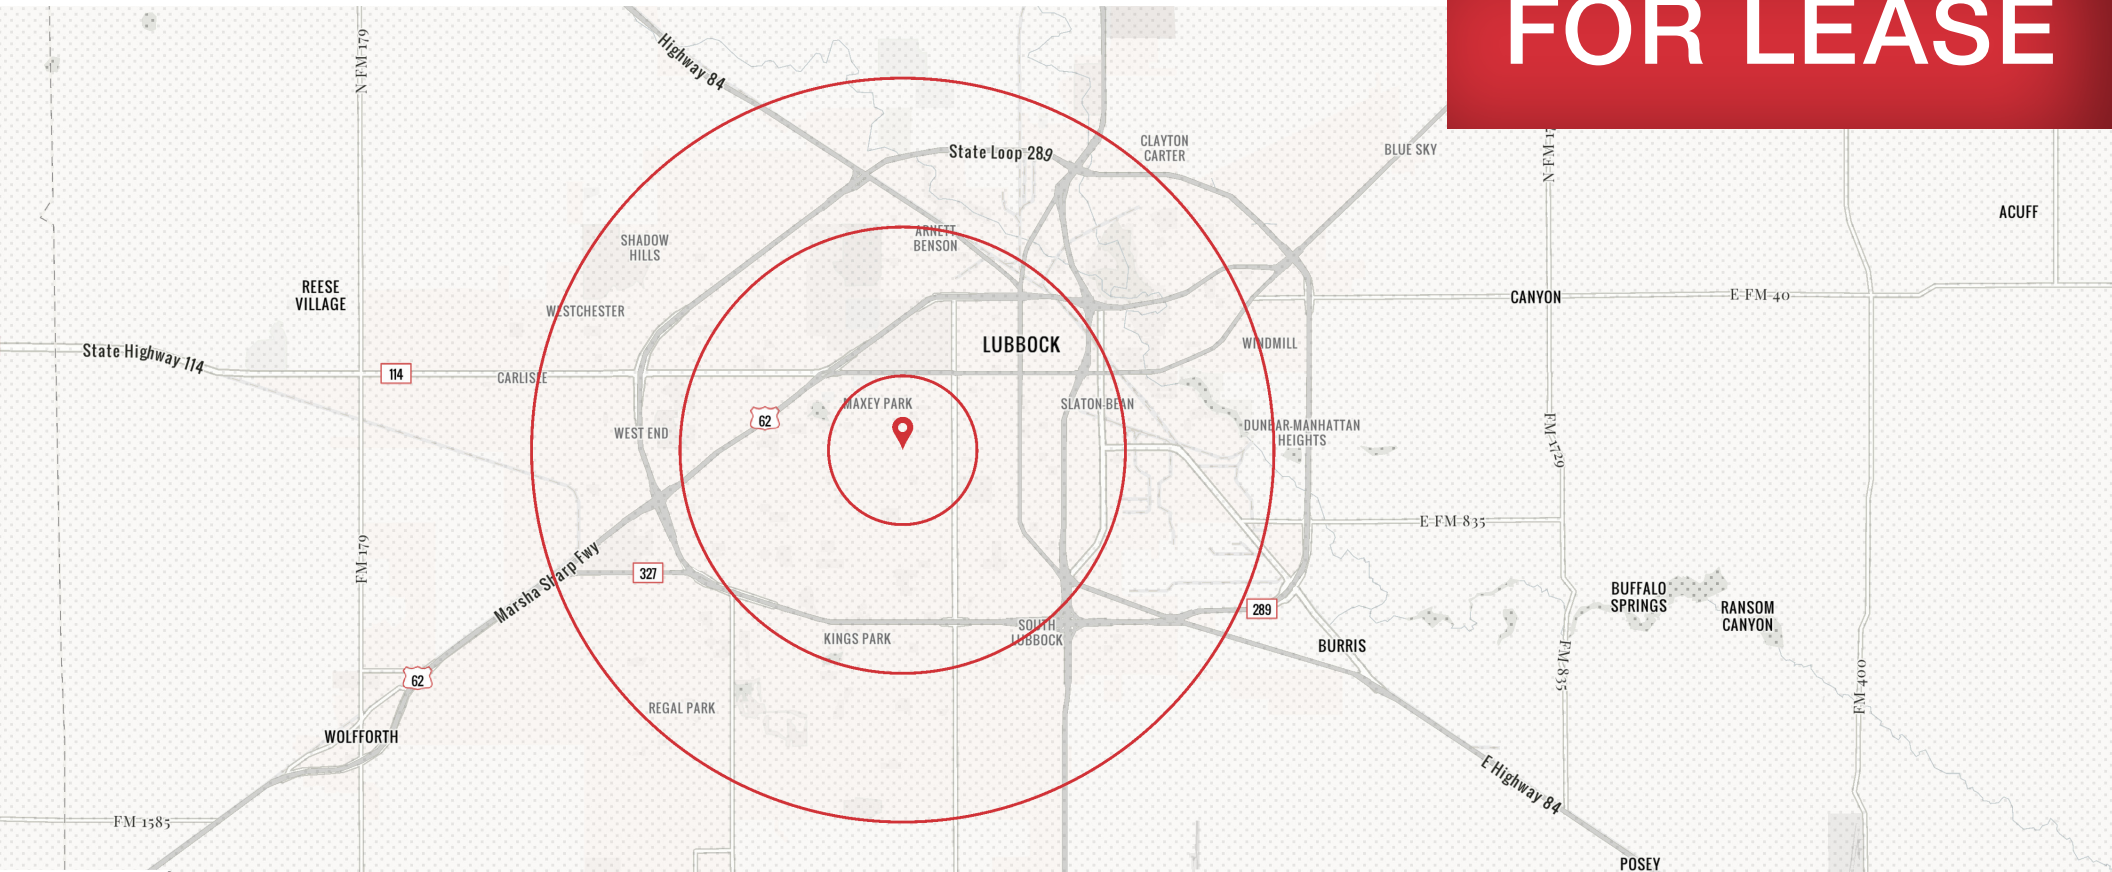 FOR LEASE
N FM 179
Highway 84
State Loop 289
CLAYTON
CARTER
BLUE SKY
ACUFF
SHADOW
HILLS
ARNETT
BENSON
REESE
VILLAGE
WESTCHESTER
CANYON
E FM 40
LUBBOCK
WINDMILL
State Highway 114
114
CARLISLE
MAXEY PARK
SLATON-BEAN
62
WEST END
DUNBAR-MANHATTAN
HEIGHTS
FM 1729
E FM 835
FM 179
Marsha Sharp Fwy
327
289
BUFFALO
SPRINGS
RANSOM
CANYON
KINGS PARK
SOUTH
LUBBOCK
BURRIS
FM 835
62
FM 400
REGAL PARK
WOLFFORTH
E Highway 84
FM 1585
POSEY